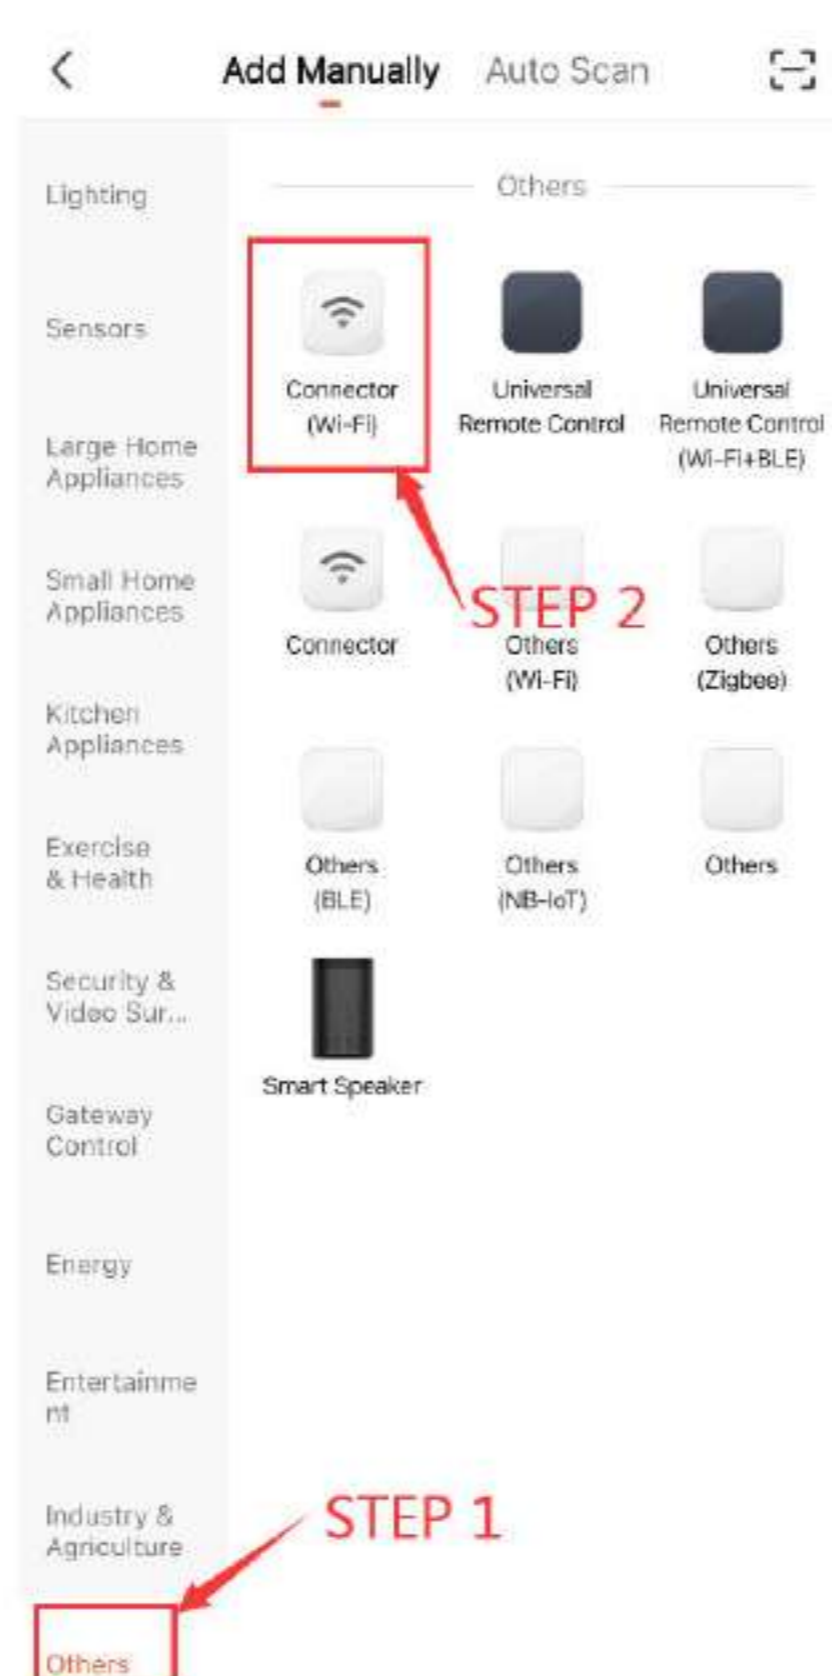 Add Manually Auto Scan
Lighting
Sensors
Large Home
Appliances
Small Home
Appliances
Kitchen
Appliances
Exercise
& Health
Security &
Video Sur...
Gateway
Control
Energy
Entertainme
nt
Industry &
Agriculture
Others
Others
Connector
(Wi-Fi)
Universal
Remote Control
Universal
Remote Control
(Wi-Fi+BLE)
STEP 2
Connector
Others
(Wi-Fi)
Others
(Zigbee)
Others
(BLE)
Others
(NB-IoT)
Others
Smart Speaker
STEP 1